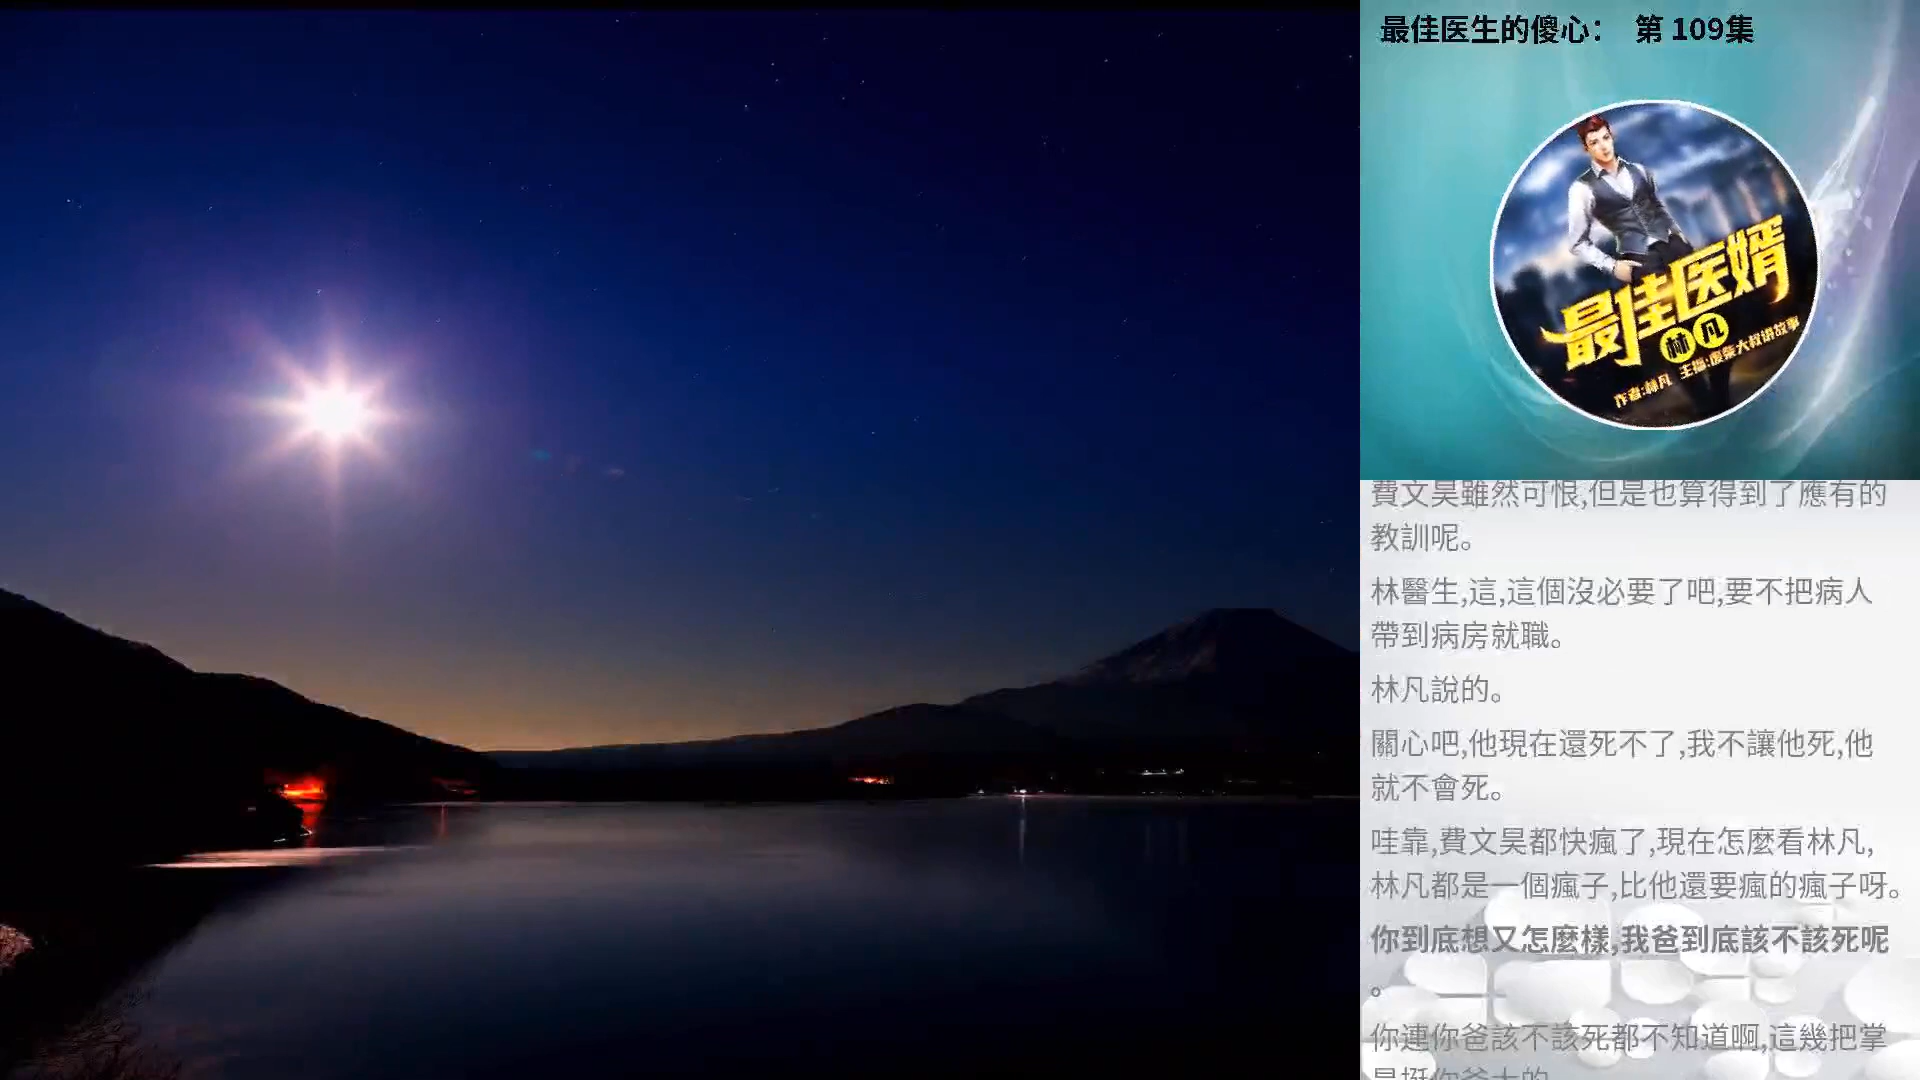 最佳医生的傻心： 第 109集
最佳医婿
林凡
作者:林凡 主播:废柴大叔讲故事
費文昊雖然可恨,但是也算得到了應有的
教訓呢。
林醫生,這,這個沒必要了吧,要不把病人
帶到病房就職。
林凡說的。
關心吧,他現在還死不了,我不讓他死,他
就不會死。
哇靠,費文昊都快瘋了,現在怎麼看林凡,
林凡都是一個瘋子,比他還要瘋的瘋子呀。
你到底想又怎麼樣,我爸到底該不該死呢
。
你連你爸該不該死都不知道啊,這幾把掌